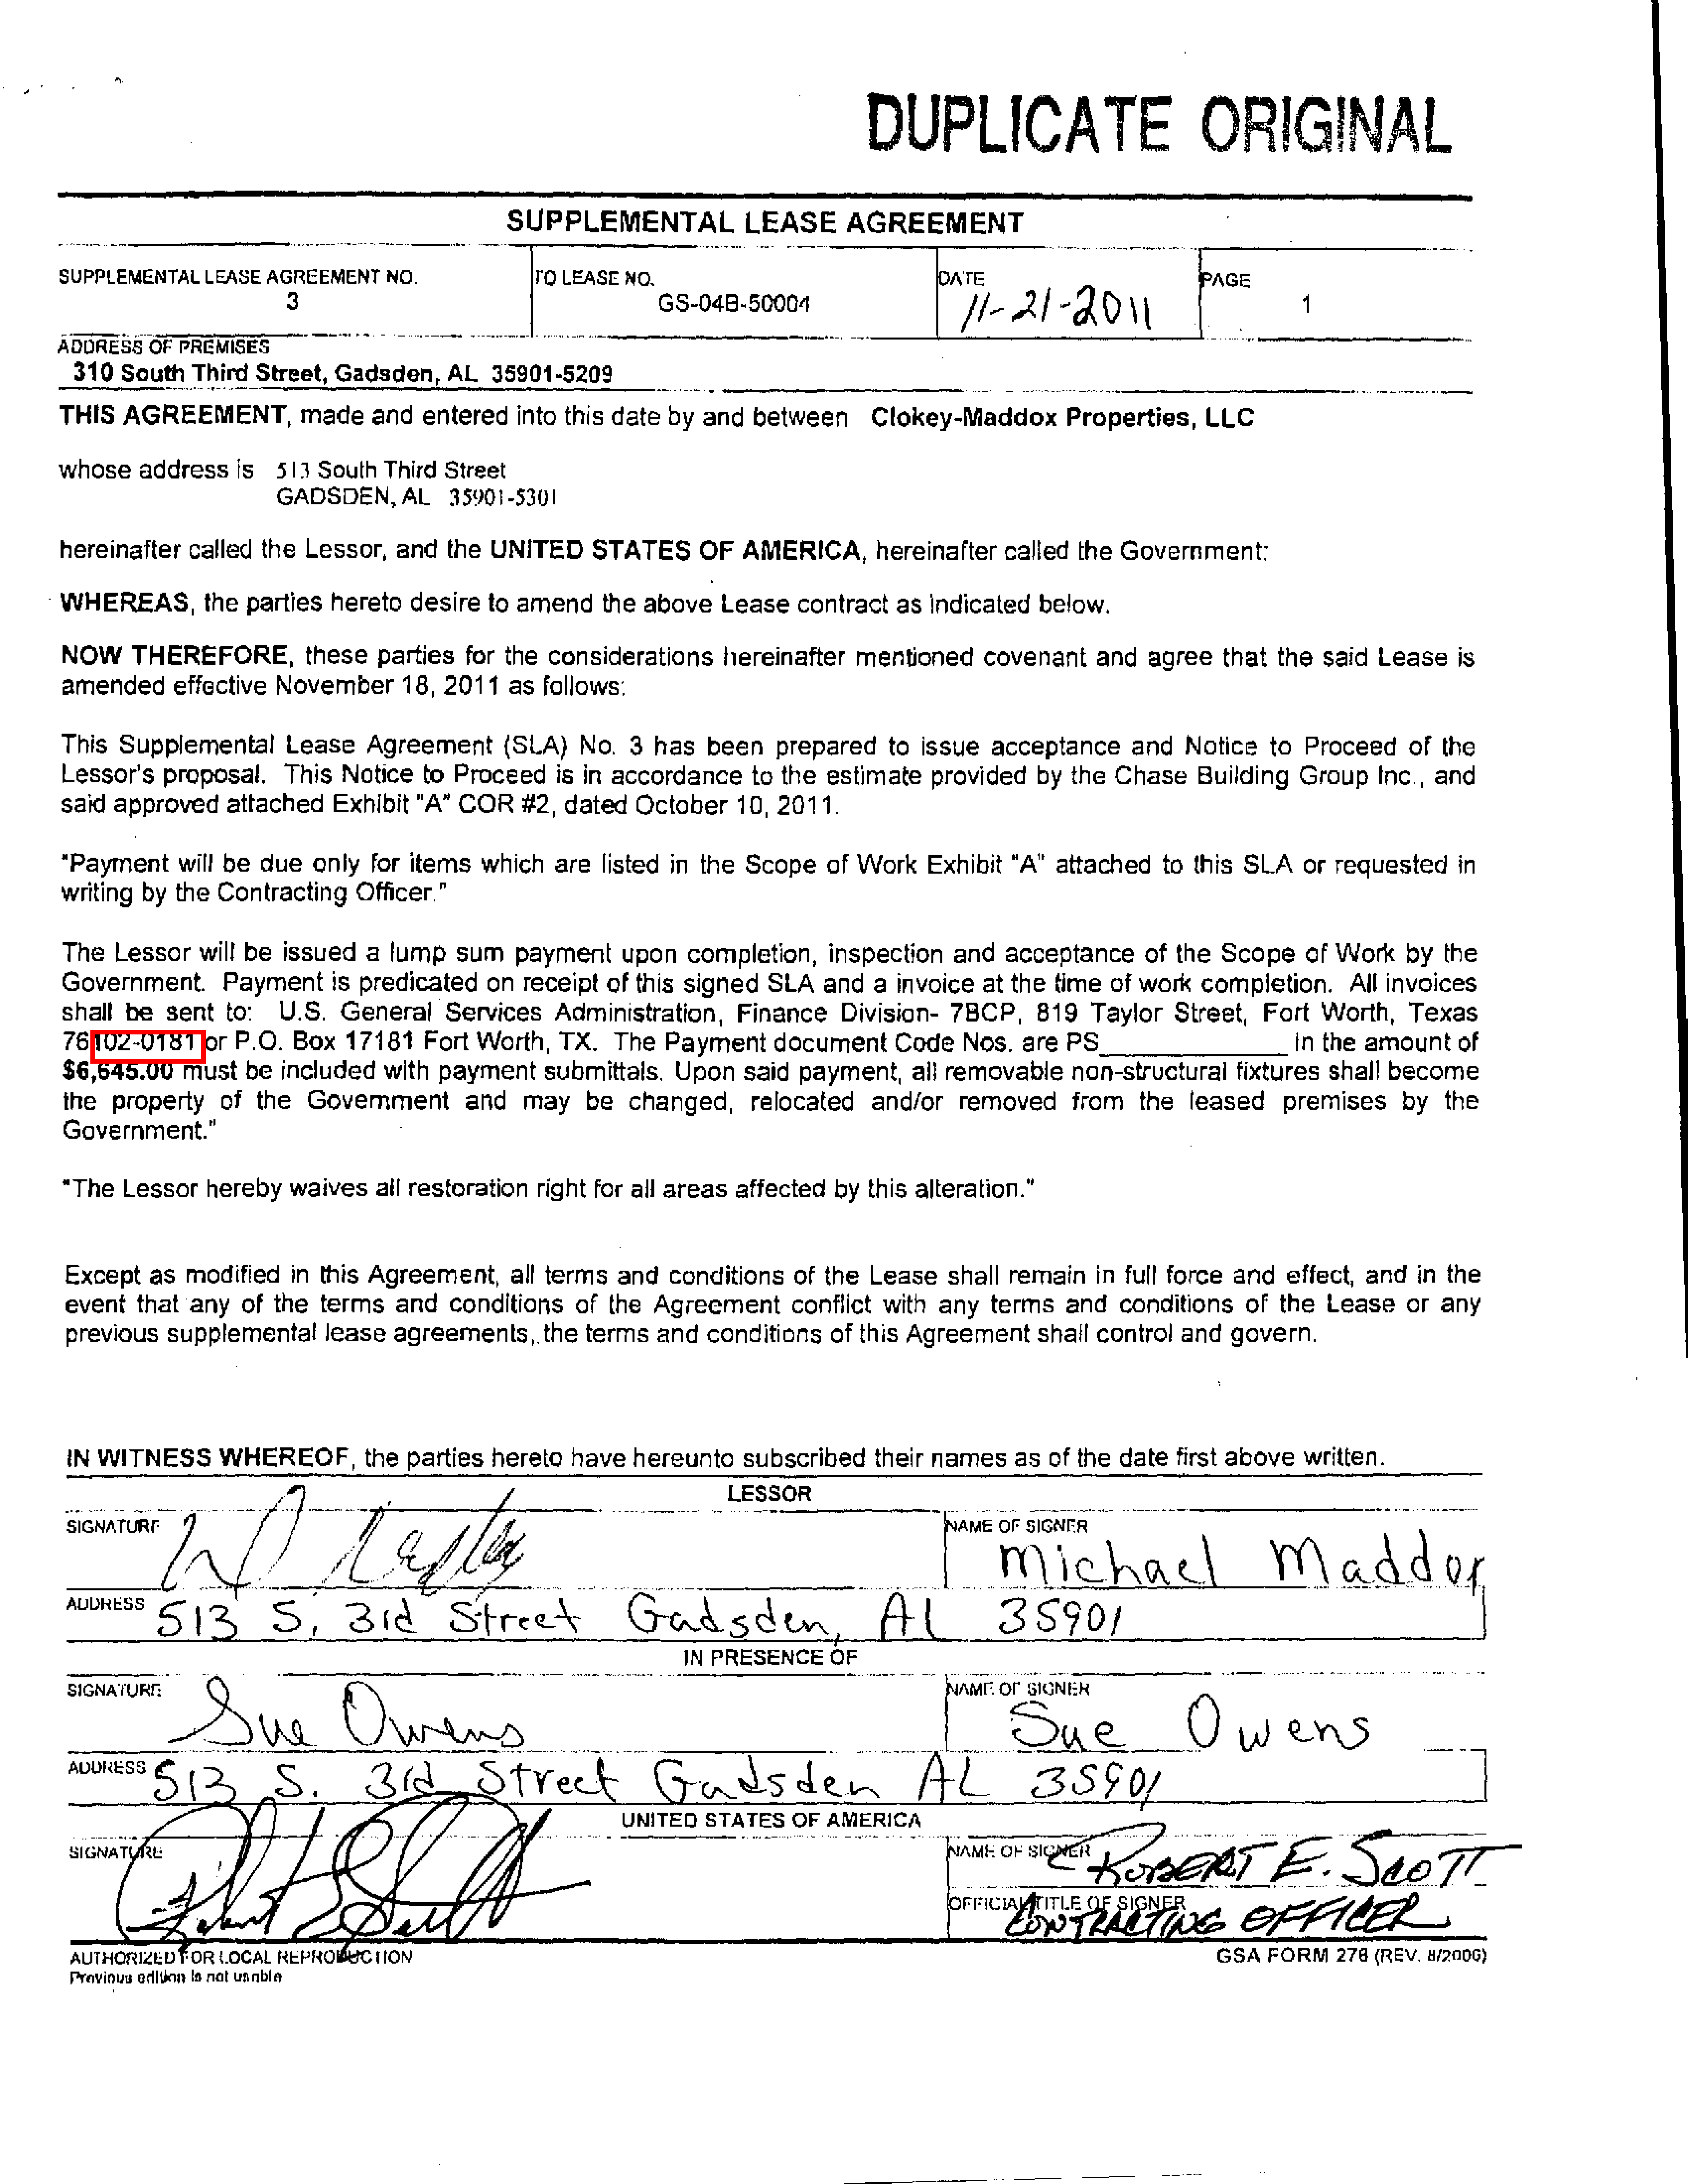 DUPLICATE ORIGINAL
SUPPLEMENTAL LEASE AGREEMENT
SUPPLEMENTAL LEASE AGREEMENT NO.
3
TO LEASE NO.
GS-04B-50004
DATE
11-21-2011
PAGE
1
ADDRESS OF PREMISES
310 South Third Street, Gadsden, AL 35901-5209
THIS AGREEMENT, made and entered into this date by and between Clokey-Maddox Properties, LLC
whose address is 513 South Third Street
GADSDEN, AL 35901-5301
hereinafter called the Lessor, and the UNITED STATES OF AMERICA, hereinafter called the Government:
WHEREAS, the parties hereto desire to amend the above Lease contract as indicated below.
NOW THEREFORE, these parties for the considerations hereinafter mentioned covenant and agree that the said Lease is
amended effective November 18, 2011 as follows:
This Supplemental Lease Agreement (SLA) No. 3 has been prepared to issue acceptance and Notice to Proceed of the
Lessor's proposal. This Notice to Proceed is in accordance to the estimate provided by the Chase Building Group Inc., and
said approved attached Exhibit "A" COR #2, dated October 10, 2011.
"Payment will be due only for items which are listed in the Scope of Work Exhibit "A" attached to this SLA or requested in
writing by the Contracting Officer."
The Lessor will be issued a lump sum payment upon completion, inspection and acceptance of the Scope of Work by the
Government. Payment is predicated on receipt of this signed SLA and a invoice at the time of work completion. All invoices
shall be sent to: U.S. General Services Administration, Finance Division- 7BCP, 819 Taylor Street, Fort Worth, Texas
76102-0181 or P.O. Box 17181 Fort Worth, TX. The Payment document Code Nos. are PS____________ in the amount of
$6,645.00 must be included with payment submittals. Upon said payment, all removable non-structural fixtures shall become
the property of the Government and may be changed, relocated and/or removed from the leased premises by the
Government."
"The Lessor hereby waives all restoration right for all areas affected by this alteration."
Except as modified in this Agreement, all terms and conditions of the Lease shall remain in full force and effect, and in the
event that any of the terms and conditions of the Agreement conflict with any terms and conditions of the Lease or any
previous supplemental lease agreements, the terms and conditions of this Agreement shall control and govern.
IN WITNESS WHEREOF, the parties hereto have hereunto subscribed their names as of the date first above written.
LESSOR
SIGNATURE
NAME OF SIGNER
Michael Maddox
ADDRESS
513 S. 3rd Street Gadsden, AL 35901
IN PRESENCE OF
SIGNATURE
Sue Owens
NAME OF SIGNER
Sue Owens
ADDRESS
513 S. 3rd Street Gadsden AL 35901
UNITED STATES OF AMERICA
SIGNATURE
NAME OF SIGNER
ROBERT E. SCOTT
OFFICIAL TITLE OF SIGNER
CONTRACTING OFFICER
AUTHORIZED FOR LOCAL REPRODUCTION
Previous edition is not usable
GSA FORM 276 (REV. 8/2006)